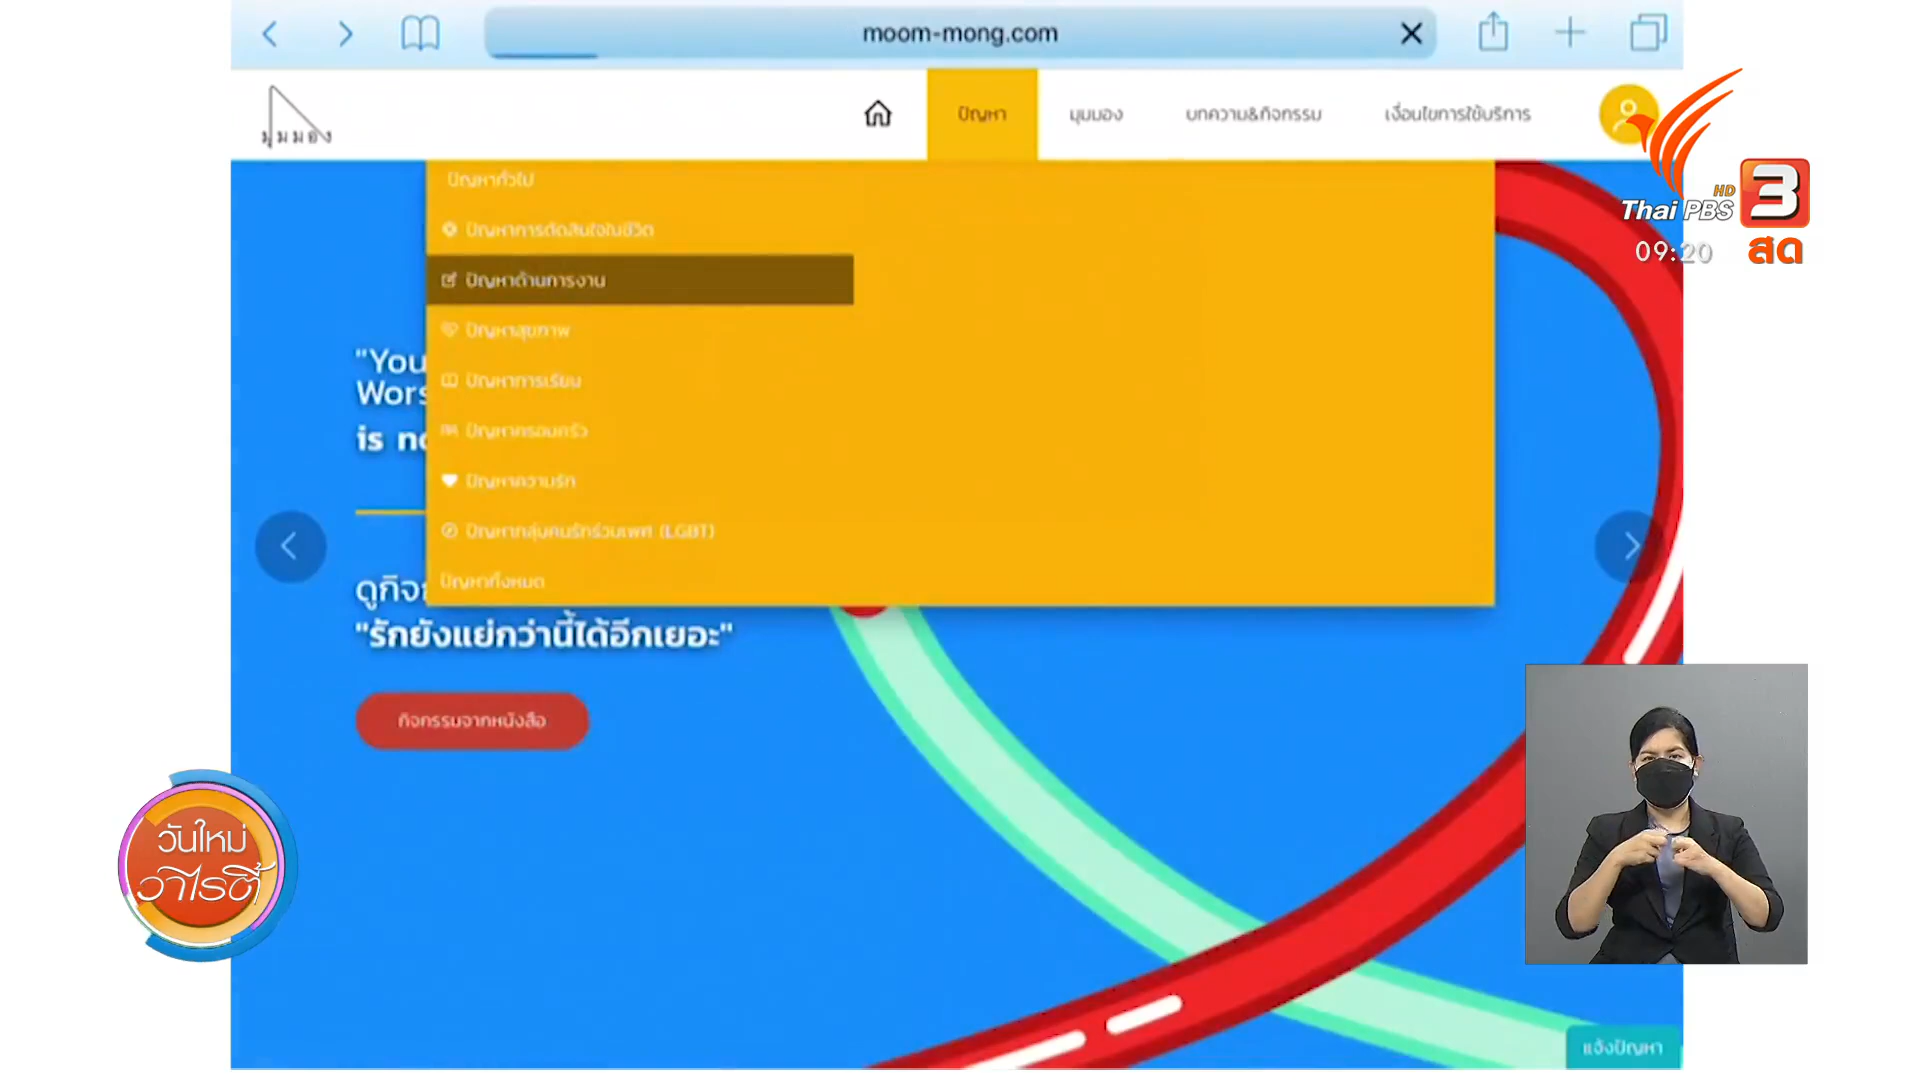 moom-mong.com
มุมมอง
ปัญหา
มุมมอง
บทความ&กิจกรรม
เงื่อนไขการใช้บริการ
HD
Thai PBS 3
09:20 สด
ปัญหาทั่วไป
ปัญหาการตัดสินใจในชีวิต
ปัญหาด้านการงาน
ปัญหาสุขภาพ
ปัญหาการเรียน
ปัญหาครอบครัว
ปัญหาความรัก
ปัญหากลุ่มคนรักร่วมเพศ (LGBT)
ปัญหาทั้งหมด
"You
Wors
is no
ดูกิจ
"รักยังแย่กว่านี้ได้อีกเยอะ"
กิจกรรมจากหนังสือ
วันใหม่
วาไรตี้
แจ้งปัญหา